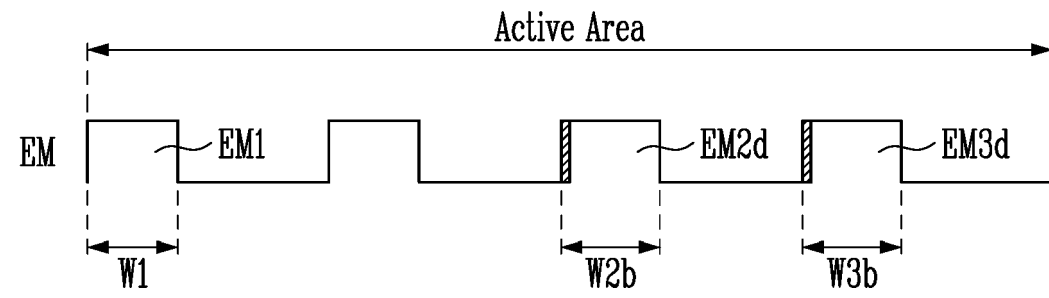 Active Area
EM
EM1
EM2d
EM3d
W1
W2b
W3b